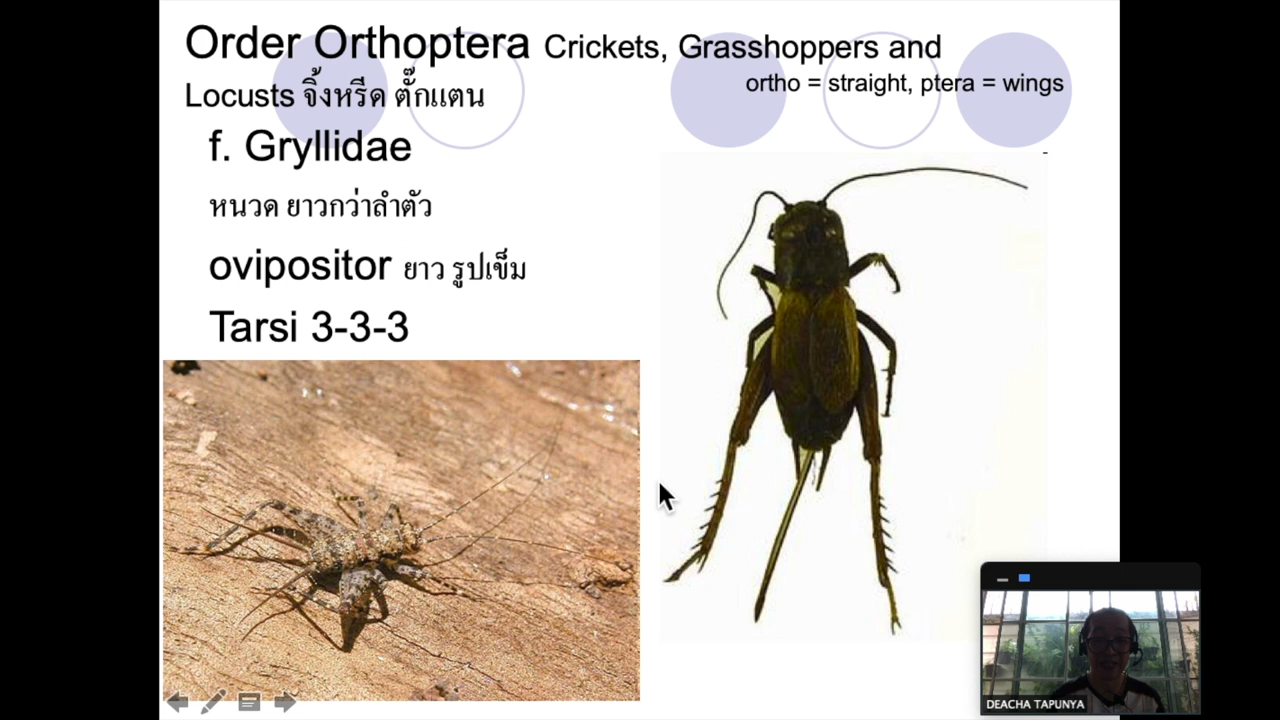 Order Orthoptera Crickets, Grasshoppers and
ortho = straight, ptera = wings
Locusts จิ้งหรีด ตั๊กแตน
f. Gryllidae
หนวด ยาวกว่าลำตัว
ovipositor ยาว รูปเข็ม
Tarsi 3-3-3
DEACHA TAPUNYA